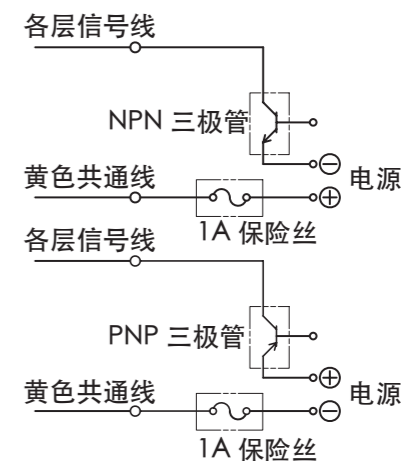 各层信号线
NPN 三极管
电源
黄色共通线
1A 保险丝
各层信号线
PNP 三极管
电源
黄色共通线
1A 保险丝